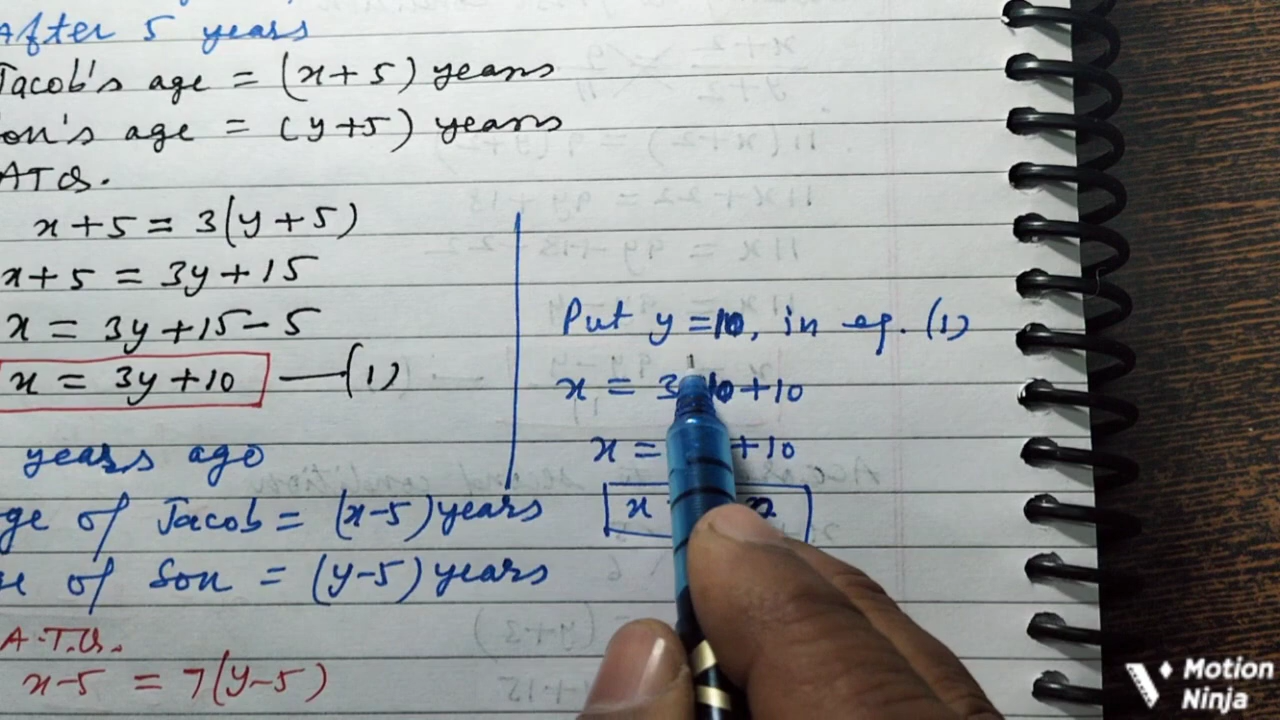 After 5 years
Jacob's age = (x+5) years
on's age = (y+5) years
ATQ.
x+5 = 3(y+5)
x+5 = 3y+15
x = 3y+15-5
x = 3y+10 —(1)
years ago
ge of Jacob = (x-5) years
of Son = (y-5) years
A.T.Q.
x-5 = 7(y-5)
Put y = 10, in eq. (1)
x = 3 10+10
x = +10
x
Motion
Ninja